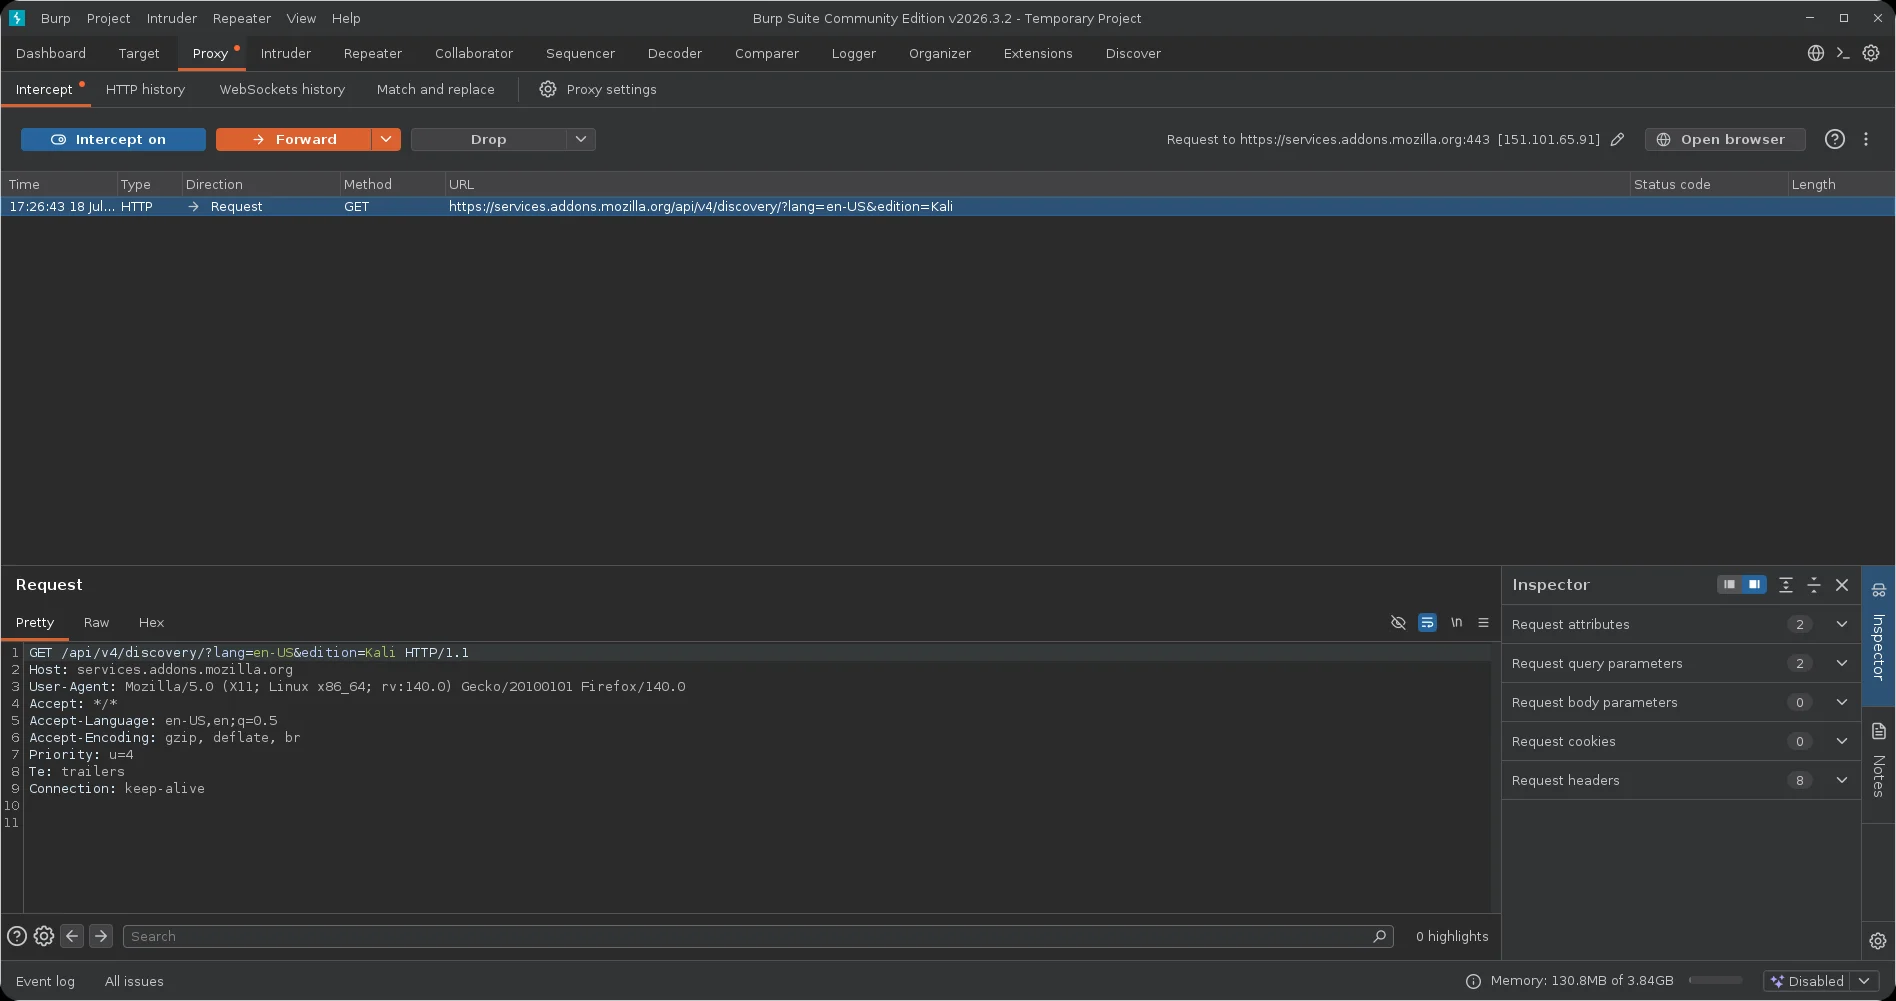 Burp Project Intruder Repeater View Help Burp Suite Community Edition v2026.3.2 - Temporary Project
Dashboard Target Proxy Intruder Repeater Collaborator Sequencer Decoder Comparer Logger Organizer Extensions Discover
Intercept HTTP history WebSockets history Match and replace Proxy settings
Intercept on Forward Drop Request to https://services.addons.mozilla.org:443 [151.101.65.91] Open browser
Time Type Direction Method URL Status code Length
17:26:43 18 Jul... HTTP → Request GET https://services.addons.mozilla.org/api/v4/discovery/?lang=en-US&edition=Kali
Request
Pretty Raw Hex \n
1 GET /api/v4/discovery/?lang=en-US&edition=Kali HTTP/1.1
2 Host: services.addons.mozilla.org
3 User-Agent: Mozilla/5.0 (X11; Linux x86_64; rv:140.0) Gecko/20100101 Firefox/140.0
4 Accept: */*
5 Accept-Language: en-US,en;q=0.5
6 Accept-Encoding: gzip, deflate, br
7 Priority: u=4
8 Te: trailers
9 Connection: keep-alive
10
11
Search 0 highlights
Inspector
Request attributes 2
Request query parameters 2
Request body parameters 0
Request cookies 0
Request headers 8
Inspector
Notes
Event log All issues Memory: 130.8MB of 3.84GB Disabled